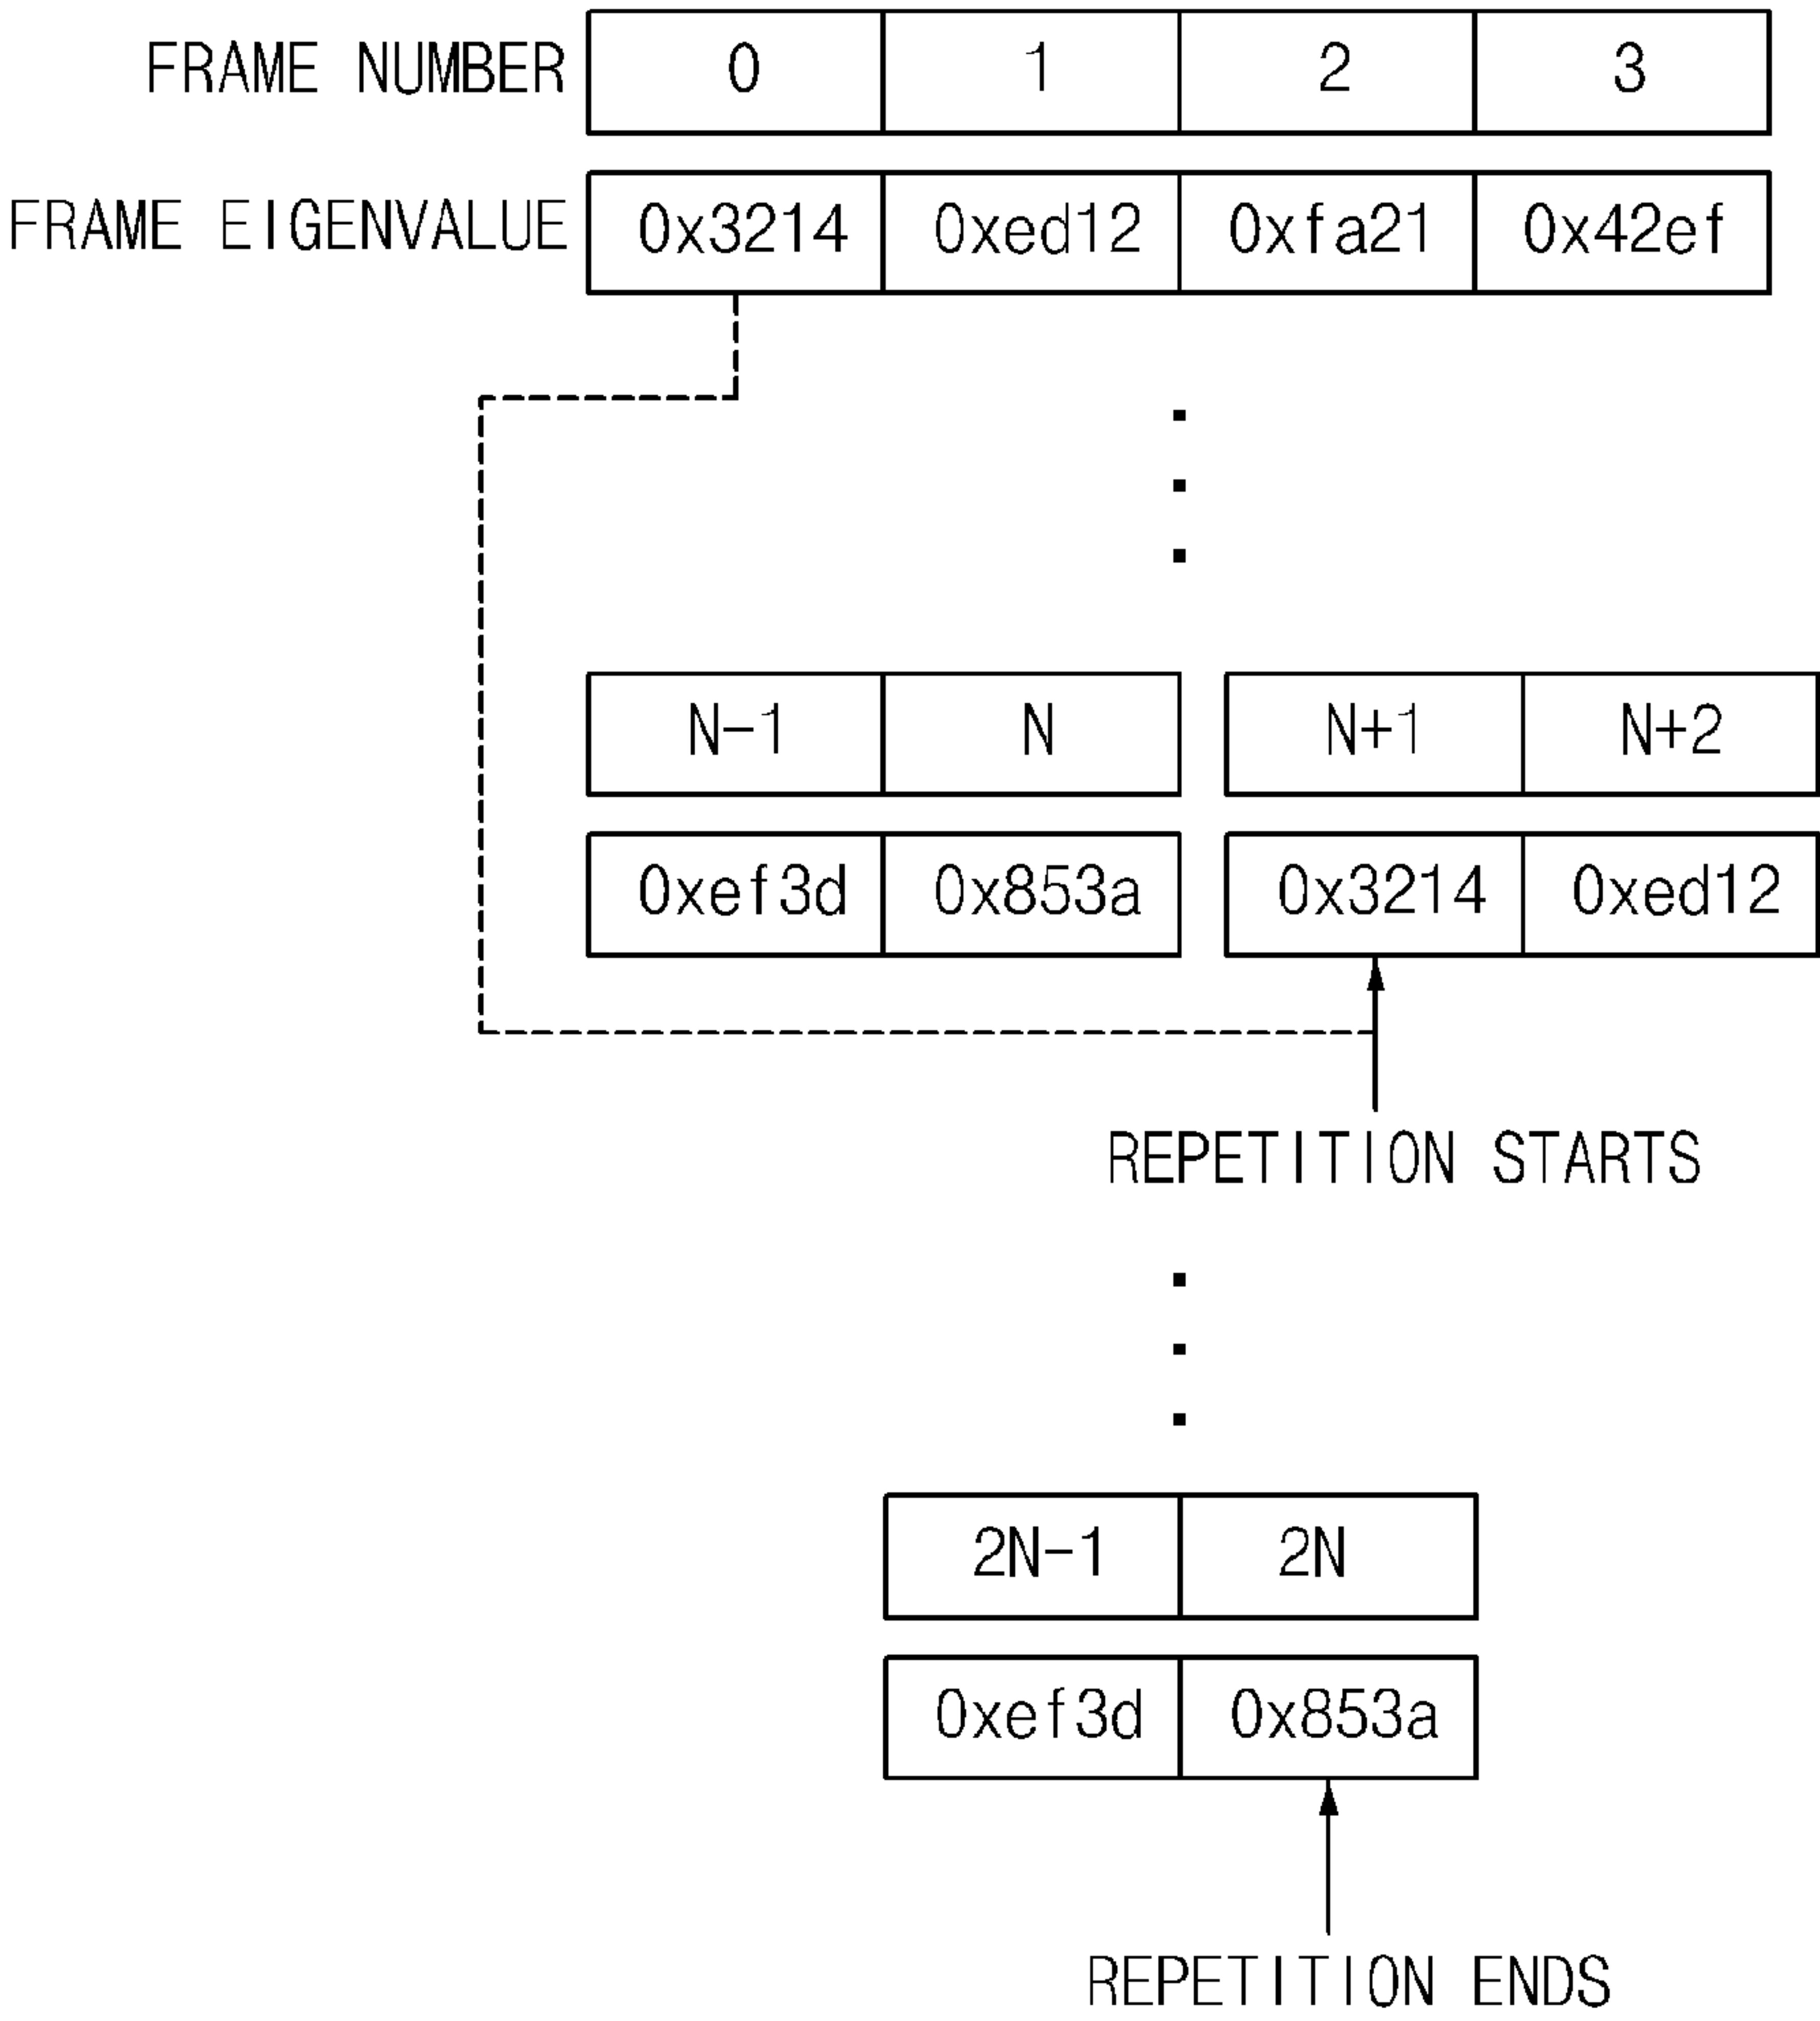 FRAME NUMBER 0 1 2 3
FRAME EIGENVALUE 0x3214 0xed12 0xfa21 0x42ef
N-1 N N+1 N+2
0xef3d 0x853a 0x3214 0xed12
REPETITION STARTS
2N-1 2N
0xef3d 0x853a
REPETITION ENDS